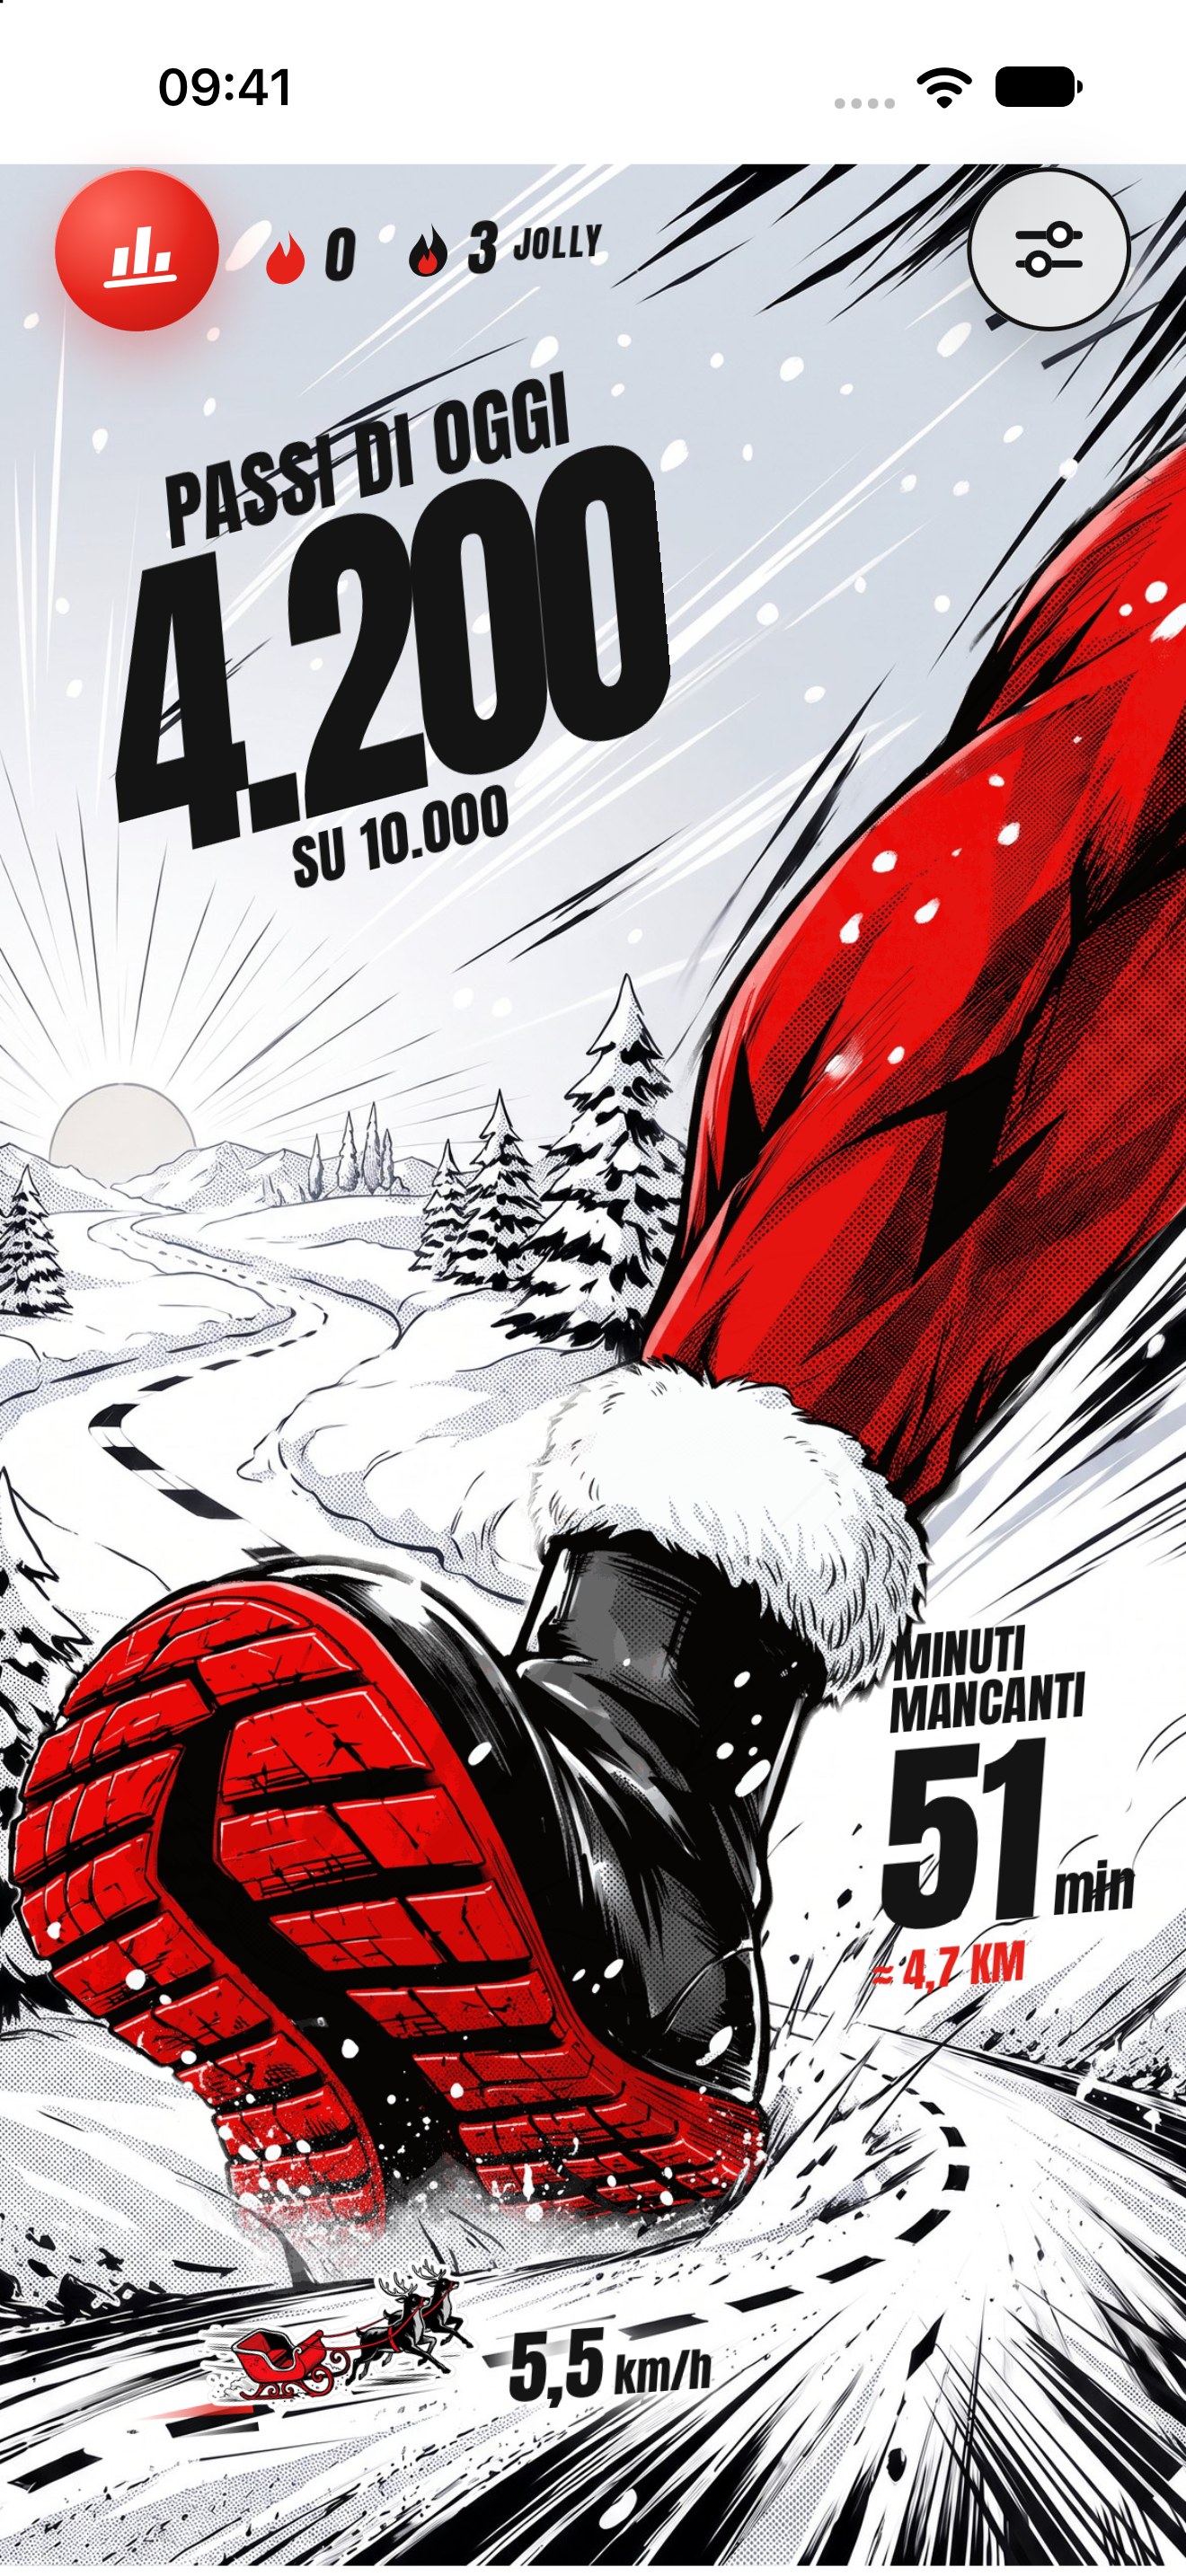 09:41
0 3 JOLLY
PASSI DI OGGI
4.200
SU 10.000
MINUTI
MANCANTI
51 min
≈ 4,7 KM
5,5 km/h